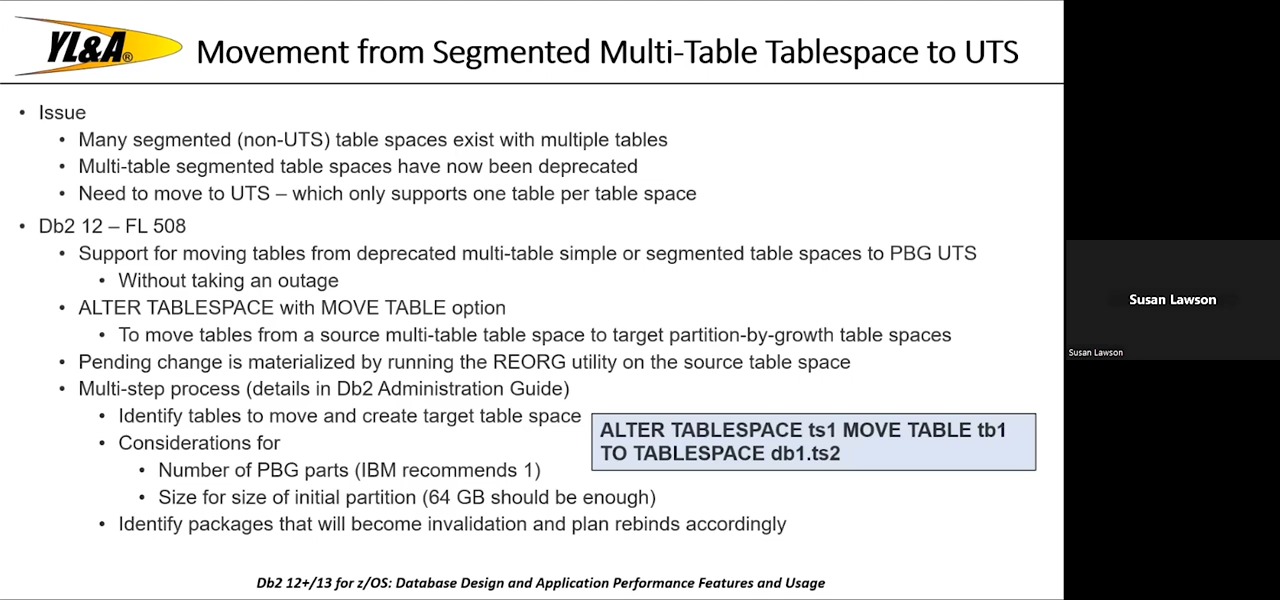 YL&A®
Movement from Segmented Multi-Table Tablespace to UTS
• Issue
• Many segmented (non-UTS) table spaces exist with multiple tables
• Multi-table segmented table spaces have now been deprecated
• Need to move to UTS – which only supports one table per table space
• Db2 12 – FL 508
• Support for moving tables from deprecated multi-table simple or segmented table spaces to PBG UTS
• Without taking an outage
• ALTER TABLESPACE with MOVE TABLE option
• To move tables from a source multi-table table space to target partition-by-growth table spaces
• Pending change is materialized by running the REORG utility on the source table space
• Multi-step process (details in Db2 Administration Guide)
• Identify tables to move and create target table space
• Considerations for
• Number of PBG parts (IBM recommends 1)
• Size for size of initial partition (64 GB should be enough)
• Identify packages that will become invalidation and plan rebinds accordingly
ALTER TABLESPACE ts1 MOVE TABLE tb1
TO TABLESPACE db1.ts2
Db2 12+/13 for z/OS: Database Design and Application Performance Features and Usage
Susan Lawson
Susan Lawson